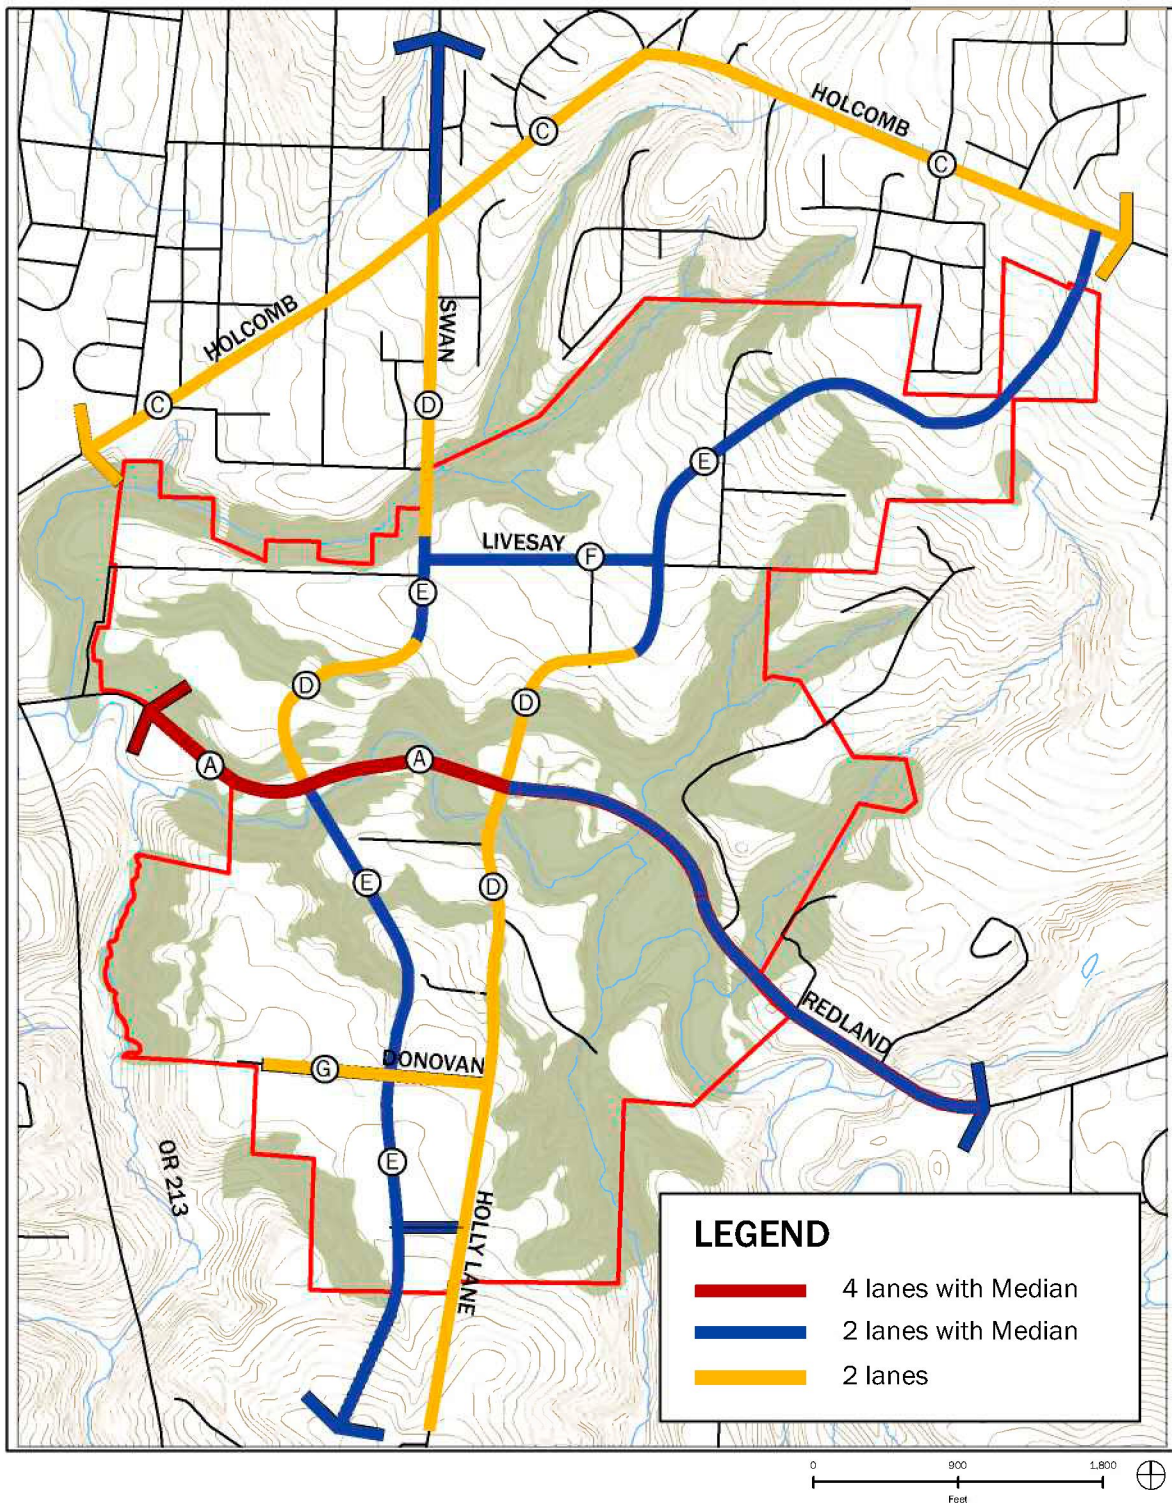 HOLCOMB
C
C
HOLCOMB
SWAN
C
D
E
LIVESAY
F
E
D
D
A
A
E
D
REDLAND
DONOVAN
G
E
OR 213
HOLLY LANE
LEGEND
4 lanes with Median
2 lanes with Median
2 lanes
0 900 1,800
Feet